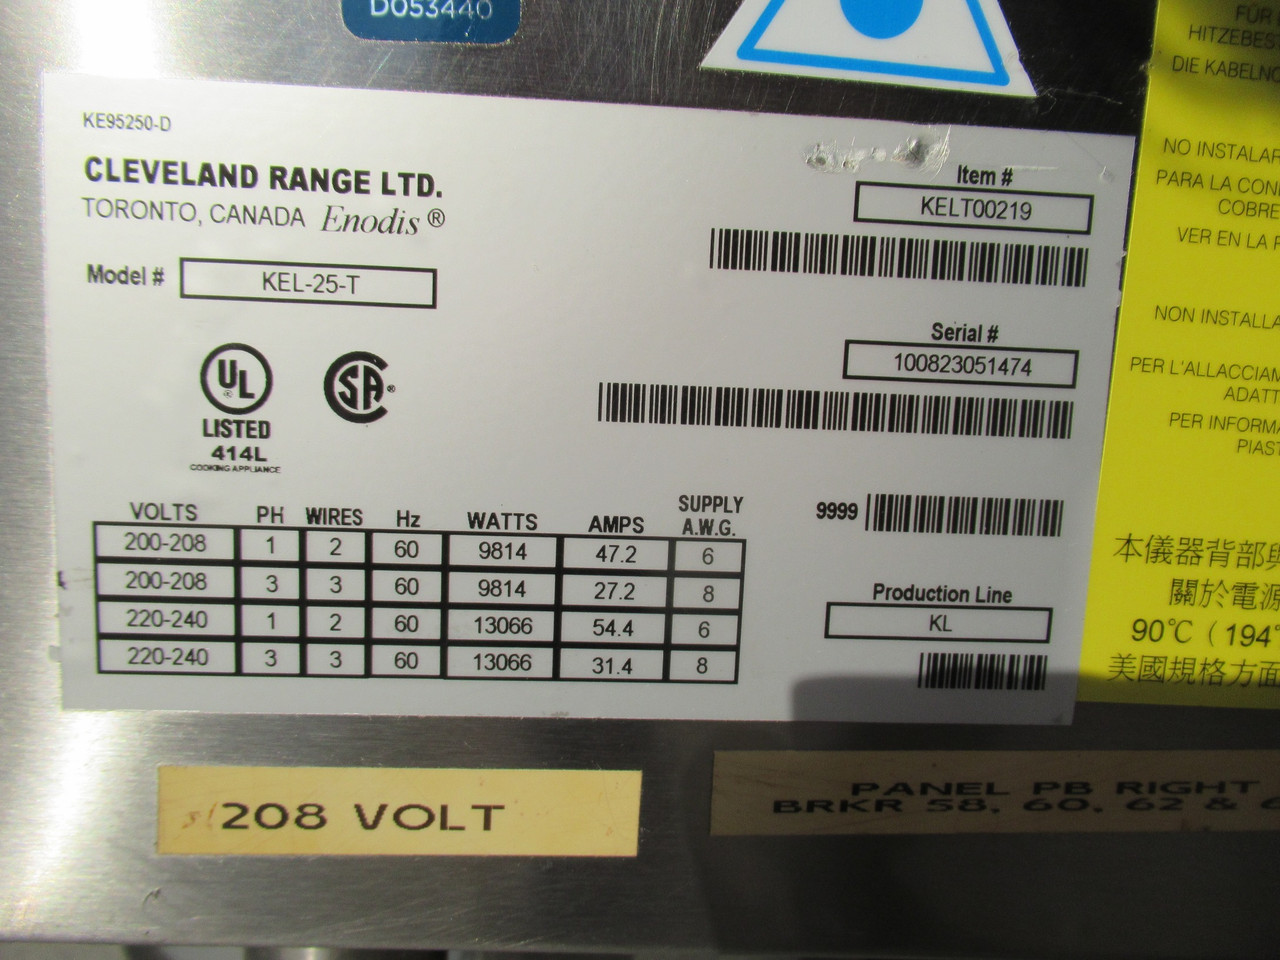 D053440
KE95250-D
CLEVELAND RANGE LTD.
TORONTO, CANADA Enodis ®
Model # KEL-25-T
Item #
KELT00219
Serial #
100823051474
UL ®
LISTED
414L
COOKING APPLIANCE
SA ®
9999
Production Line
KL
VOLTS PH WIRES Hz WATTS AMPS SUPPLY A.W.G.
200-208 1 2 60 9814 47.2 6
200-208 3 3 60 9814 27.2 8
220-240 1 2 60 13066 54.4 6
220-240 3 3 60 13066 31.4 8
208 VOLT
PANEL PB RIGHT
BRKR 58, 60, 62 &
FÜR
HITZEBES
DIE KABELN
NO INSTALAR
PARA LA CON
COBRE
VER EN LA
NON INSTALLA
PER L'ALLACCIAM
ADATT
PER INFORMA
PIAST
本儀器背部
關於電源
90°C ( 194°
美國規格方面